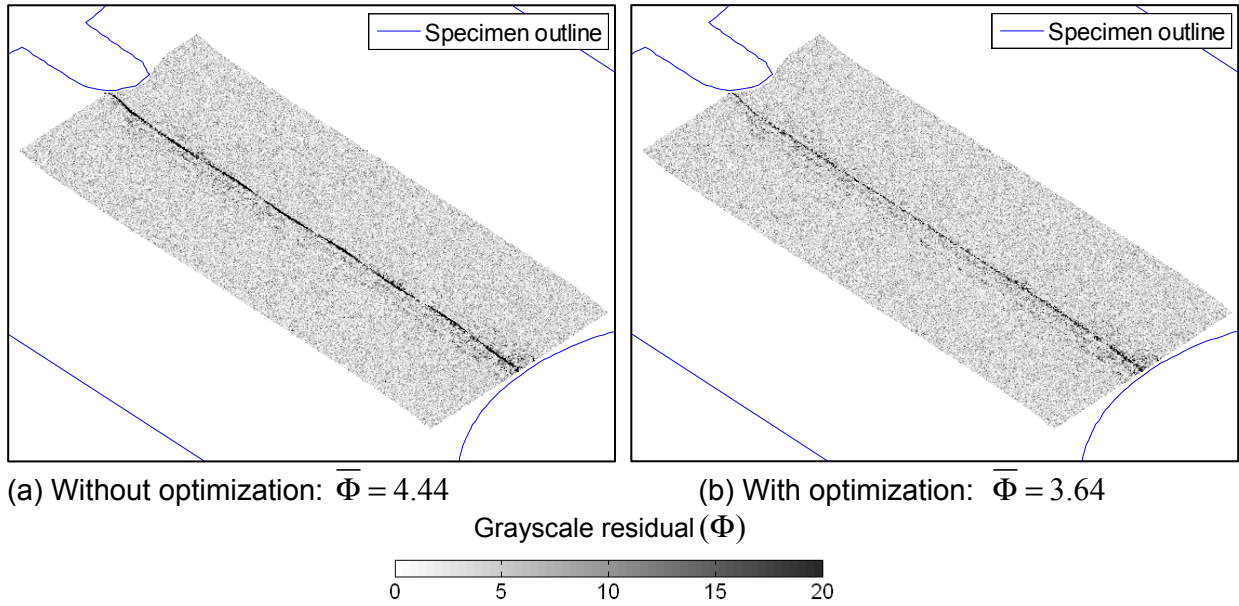 Specimen outline
Specimen outline
(a) Without optimization: Φ̅ = 4.44
(b) With optimization: Φ̅ = 3.64
Grayscale residual (Φ)
0 5 10 15 20